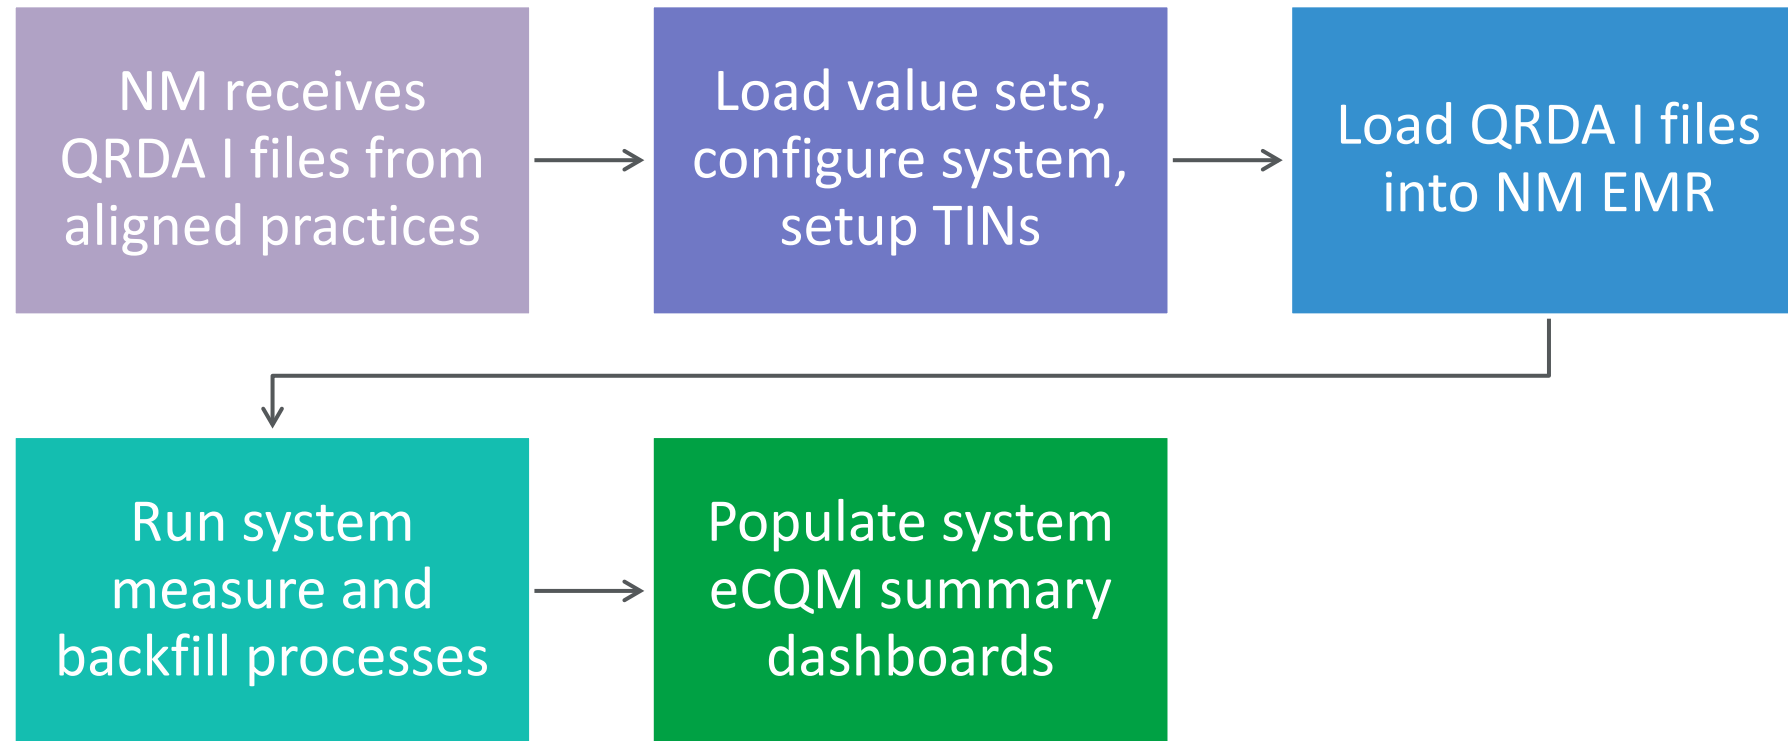 NM receives
QRDA I files from
aligned practices
Load value sets,
configure system,
setup TINs
Load QRDA I files
into NM EMR
Run system
measure and
backfill processes
Populate system
eCQM summary
dashboards